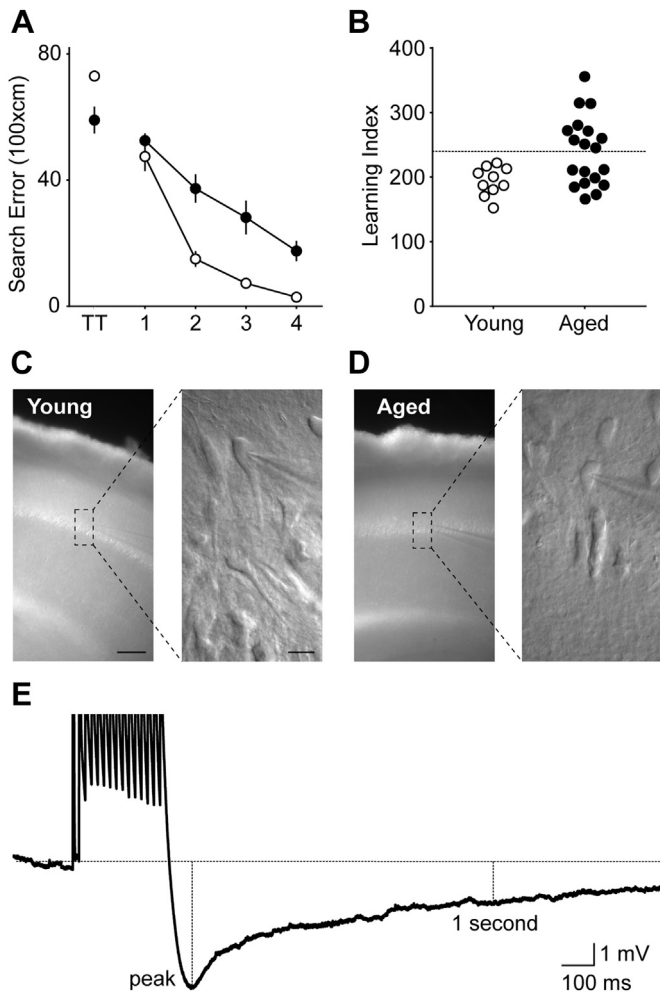 A
80
40
0
Search Error (100xcm)
TT 1 2 3 4
B
400
300
200
100
0
Learning Index
Young Aged
C
Young
D
Aged
E
peak
1 second
1 mV
100 ms